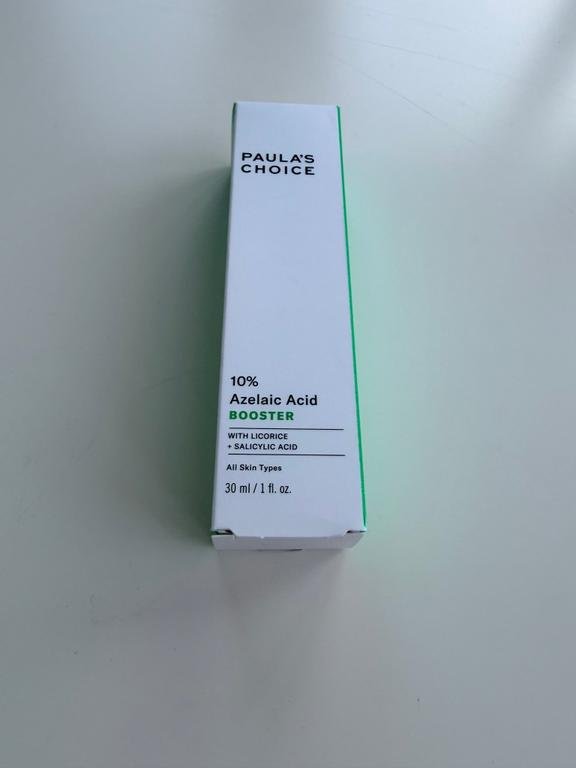 PAULA'S
CHOICE
10%
Azelaic Acid
BOOSTER
WITH LICORICE
+ SALICYLIC ACID
All Skin Types
30 ml / 1 fl. oz.